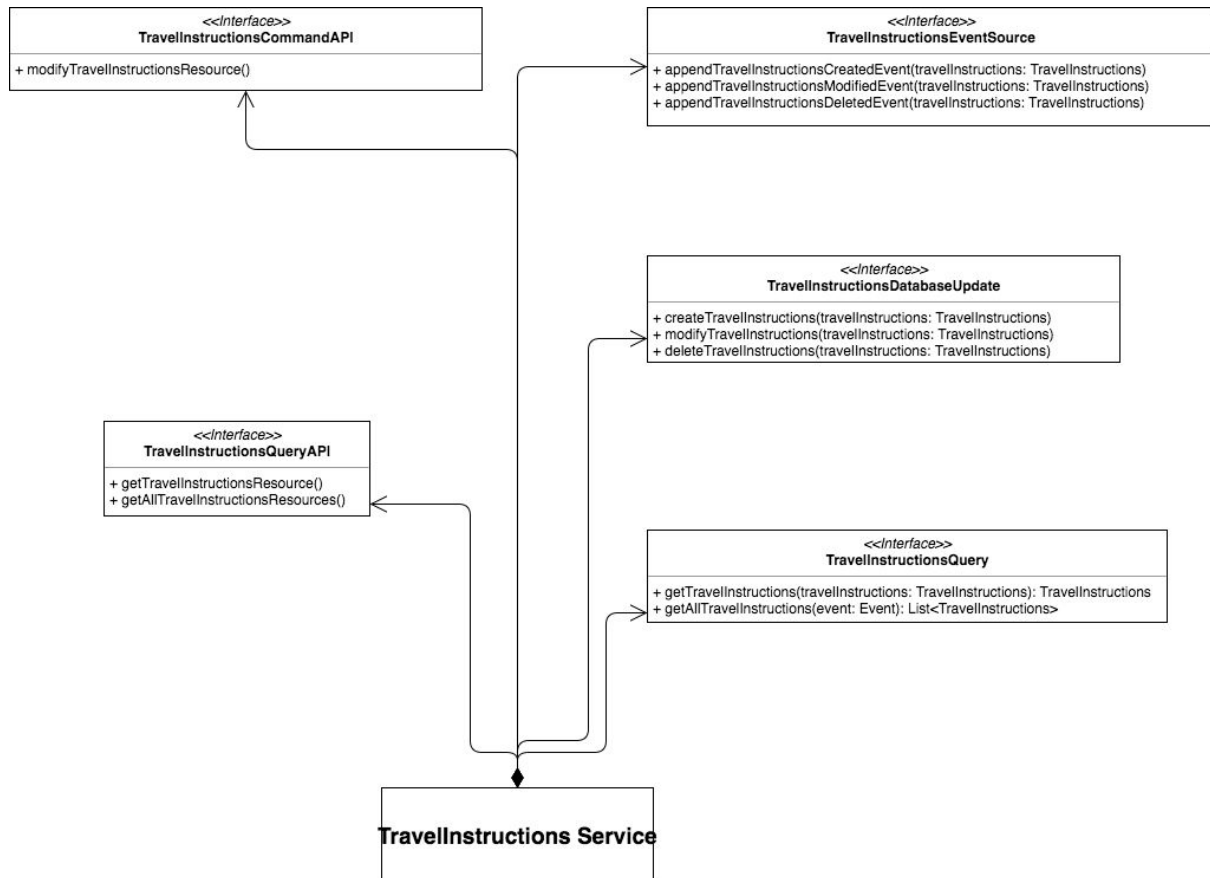 <<Interface>>
TravelInstructionsCommandAPI
+ modifyTravelInstructionsResource()
<<Interface>>
TravelInstructionsEventSource
+ appendTravelInstructionsCreatedEvent(travelInstructions: TravelInstructions)
+ appendTravelInstructionsModifiedEvent(travelInstructions: TravelInstructions)
+ appendTravelInstructionsDeletedEvent(travelInstructions: TravelInstructions)
<<Interface>>
TravelInstructionsDatabaseUpdate
+ createTravelInstructions(travelInstructions: TravelInstructions)
+ modifyTravelInstructions(travelInstructions: TravelInstructions)
+ deleteTravelInstructions(travelInstructions: TravelInstructions)
<<Interface>>
TravelInstructionsQueryAPI
+ getTravelInstructionsResource()
+ getAllTravelInstructionsResources()
<<Interface>>
TravelInstructionsQuery
+ getTravelInstructions(travelInstructions: TravelInstructions): TravelInstructions
+ getAllTravelInstructions(event: Event): List<TravelInstructions>
TravelInstructions Service